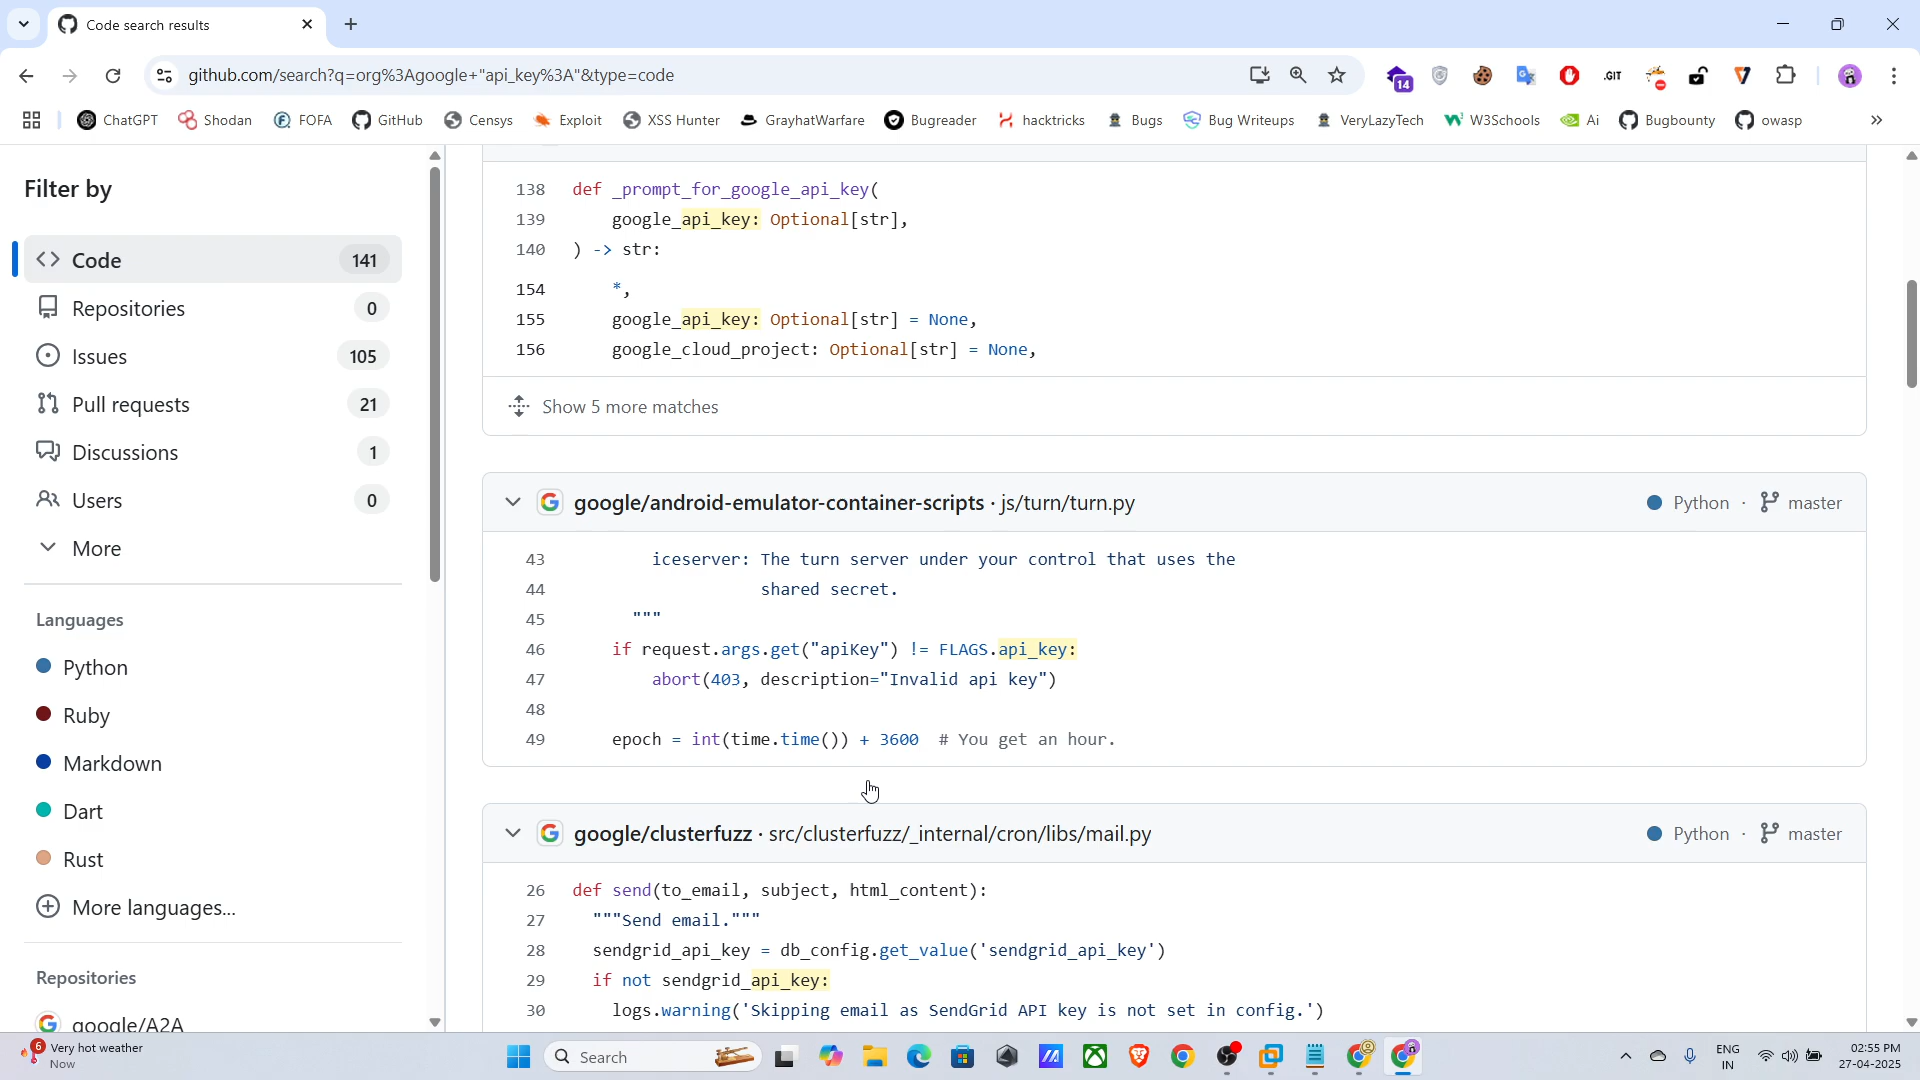 Code search results
github.com/search?q=org%3Agoogle+"api_key%3A"&type=code
14
.GIT
ChatGPT
Shodan
FOFA
GitHub
Censys
Exploit
XSS Hunter
GrayhatWarfare
Bugreader
hacktricks
Bugs
Bug Writeups
VeryLazyTech
W3Schools
Ai
Bugbounty
owasp
»
Filter by
Code 141
Repositories 0
Issues 105
Pull requests 21
Discussions 1
Users 0
More
Languages
Python
Ruby
Markdown
Dart
Rust
More languages...
Repositories
google/A2A
138 def _prompt_for_google_api_key(
139 google_api_key: Optional[str],
140 ) -> str:
154 *,
155 google_api_key: Optional[str] = None,
156 google_cloud_project: Optional[str] = None,
Show 5 more matches
google/android-emulator-container-scripts · js/turn/turn.py
Python · master
43 iceserver: The turn server under your control that uses the
44 shared secret.
45 """
46 if request.args.get("apiKey") != FLAGS.api_key:
47 abort(403, description="Invalid api key")
48
49 epoch = int(time.time()) + 3600 # You get an hour.
google/clusterfuzz · src/clusterfuzz/_internal/cron/libs/mail.py
Python · master
26 def send(to_email, subject, html_content):
27 """Send email."""
28 sendgrid_api_key = db_config.get_value('sendgrid_api_key')
29 if not sendgrid_api_key:
30 logs.warning('Skipping email as SendGrid API key is not set in config.')
6
Very hot weather
Now
Search
ENG
IN
02:55 PM
27-04-2025